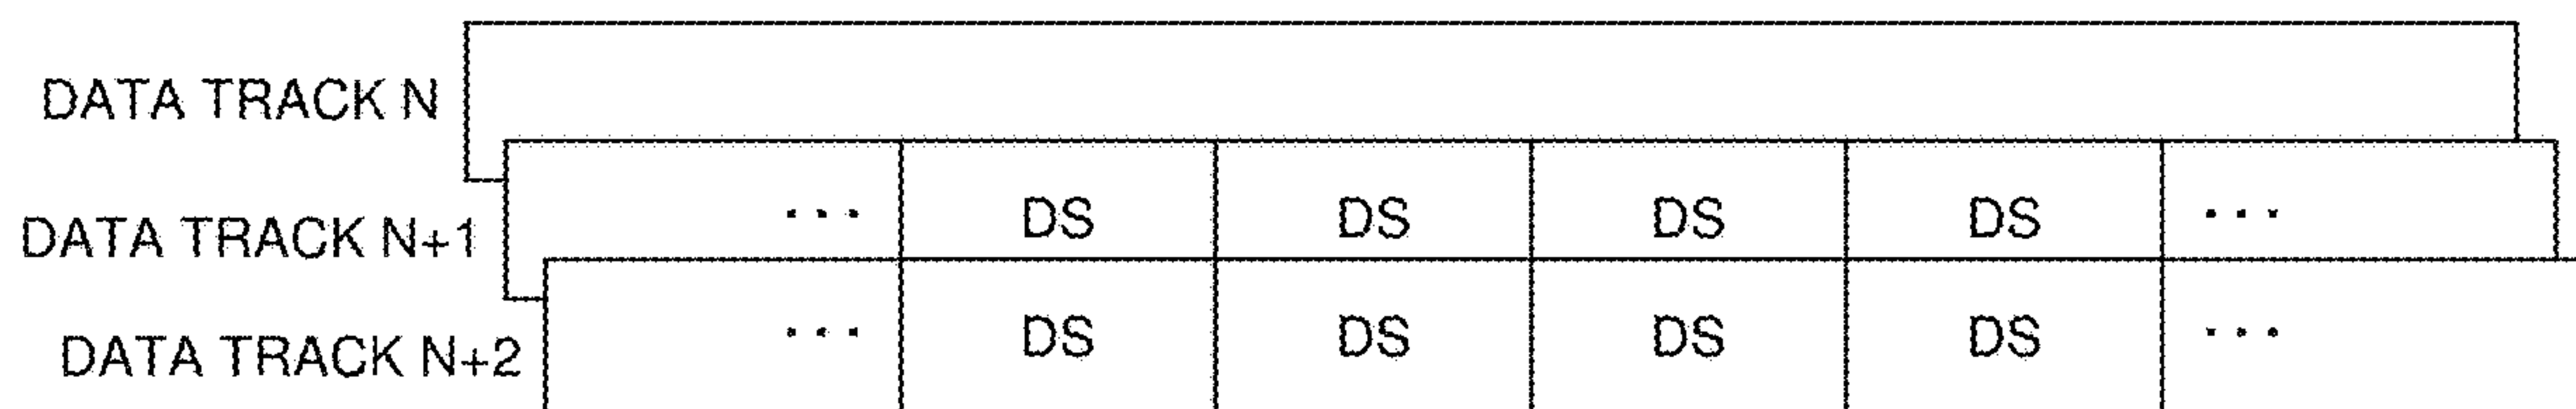 DATA TRACK N
DATA TRACK N+1 ... DS DS DS DS ...
DATA TRACK N+2 ... DS DS DS DS ...